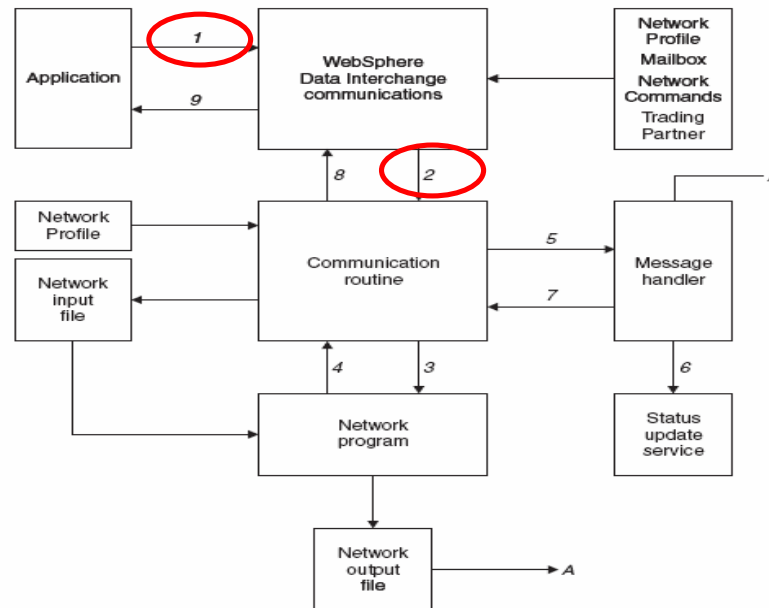 1
Application
9
WebSphere
Data Interchange
communications
Network
Profile
Mailbox
Network
Commands
Trading
Partner
8
2
Network
Profile
Network
input
file
Communication
routine
5
7
Message
handler
4
3
6
Network
program
Status
update
service
Network
output
file
A